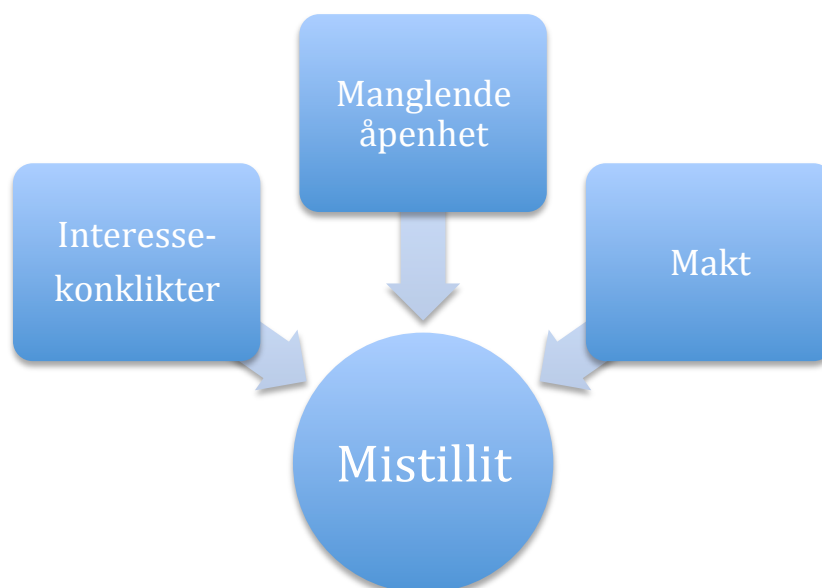 Manglende
åpenhet
Interesse-
konklikter
Makt
Mistillit